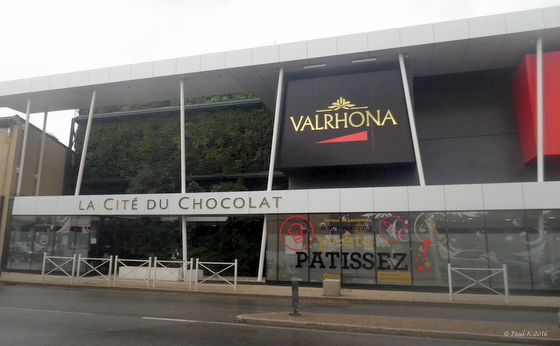 VALRHONA
LA CITÉ DU CHOCOLAT
PATISSEZ
© Paul-K-2016